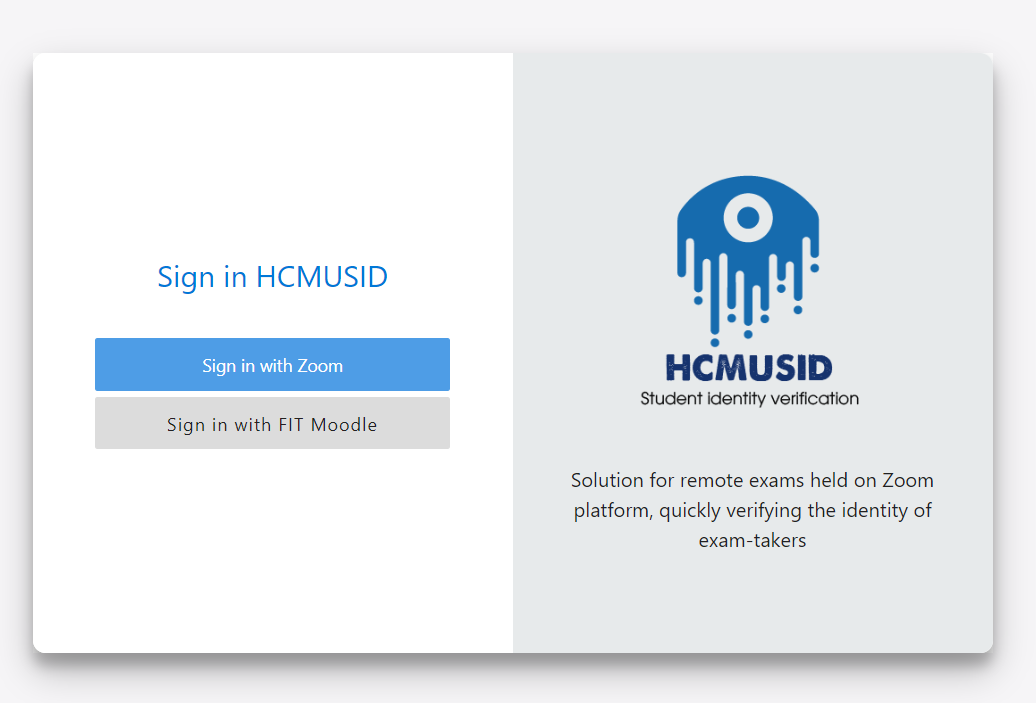 Sign in HCMUSID
Sign in with Zoom
Sign in with FIT Moodle
HCMUSID
Student identity verification
Solution for remote exams held on Zoom
platform, quickly verifying the identity of
exam-takers